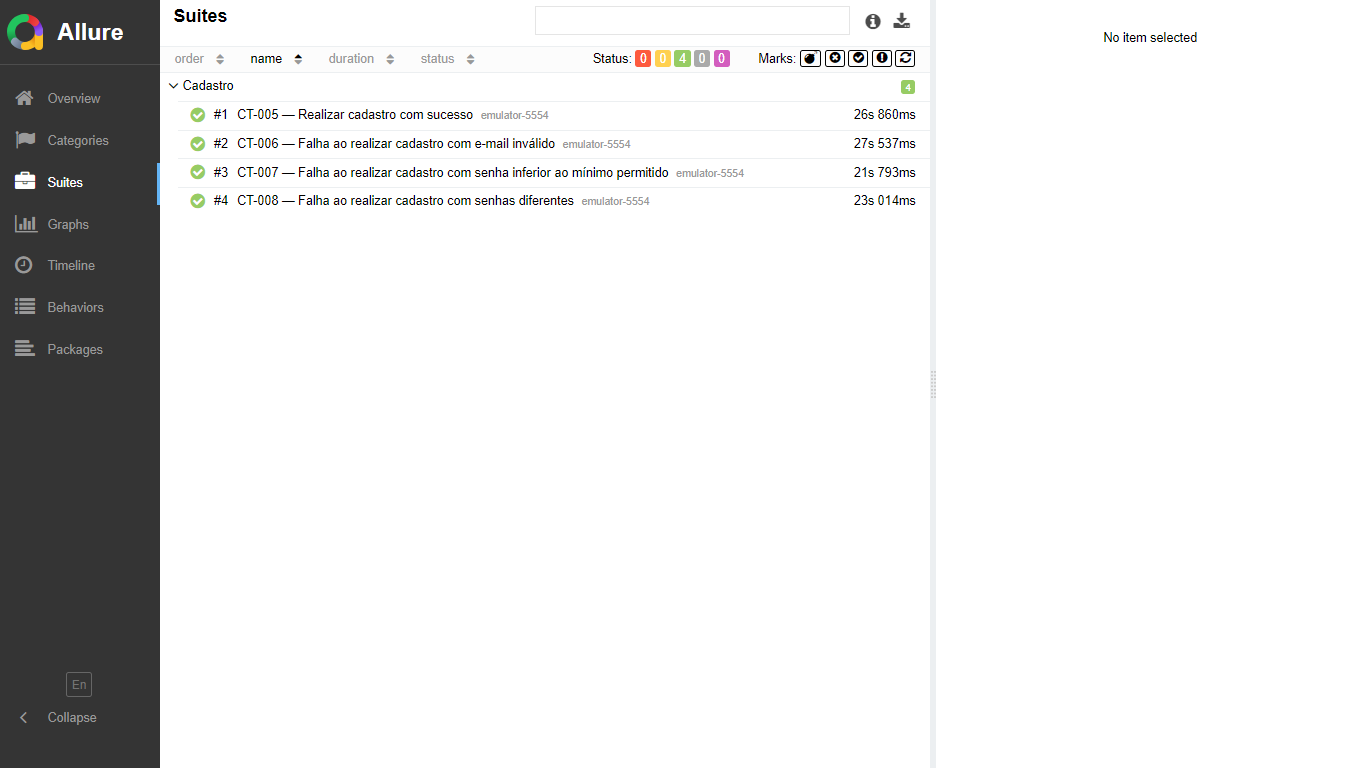 Allure
Overview
Categories
Suites
Graphs
Timeline
Behaviors
Packages
En
Collapse
Suites
order name duration status Status: 0 0 4 0 0 Marks:
Cadastro 4
#1 CT-005 — Realizar cadastro com sucesso emulator-5554 26s 860ms
#2 CT-006 — Falha ao realizar cadastro com e-mail inválido emulator-5554 27s 537ms
#3 CT-007 — Falha ao realizar cadastro com senha inferior ao mínimo permitido emulator-5554 21s 793ms
#4 CT-008 — Falha ao realizar cadastro com senhas diferentes emulator-5554 23s 014ms
No item selected